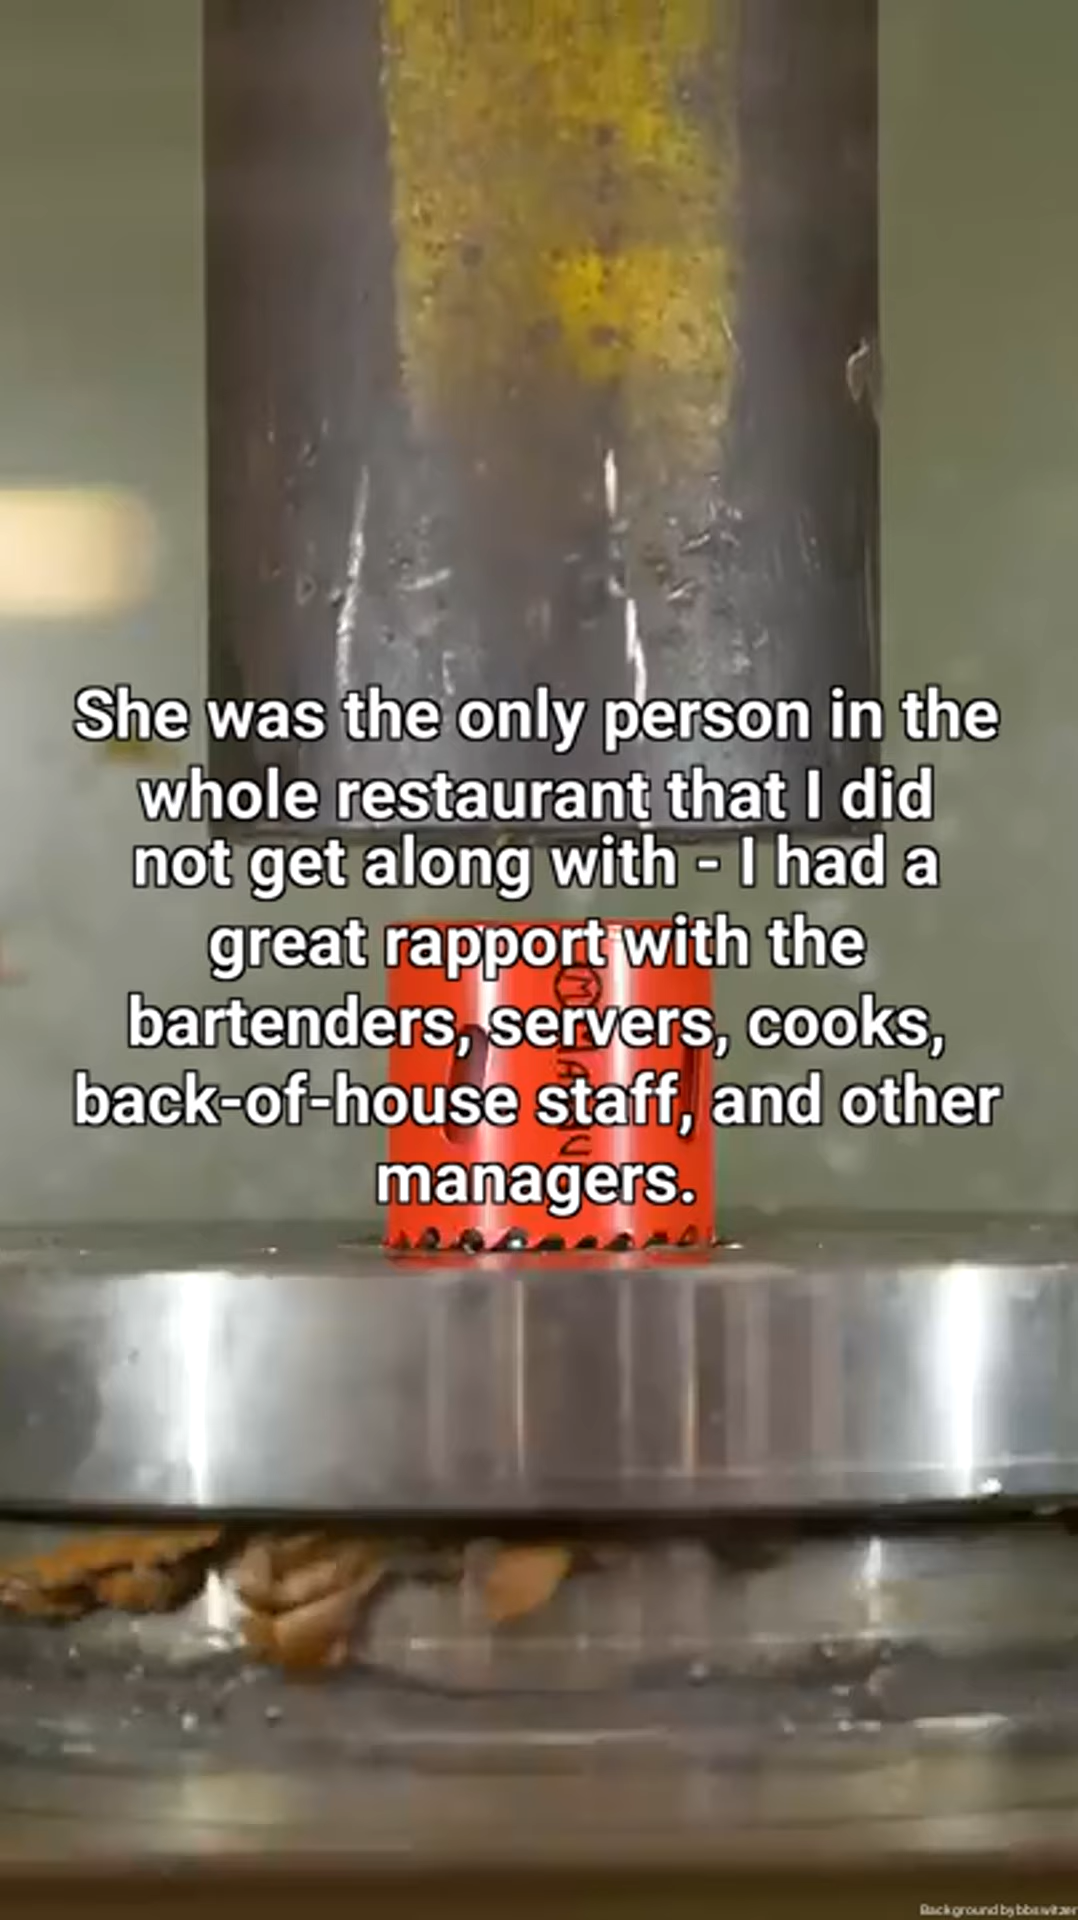 She was the only person in the
whole restaurant that I did
not get along with - I had a
great rapport with the
bartenders, servers, cooks,
back-of-house staff, and other
managers.
Background by bbswitzer